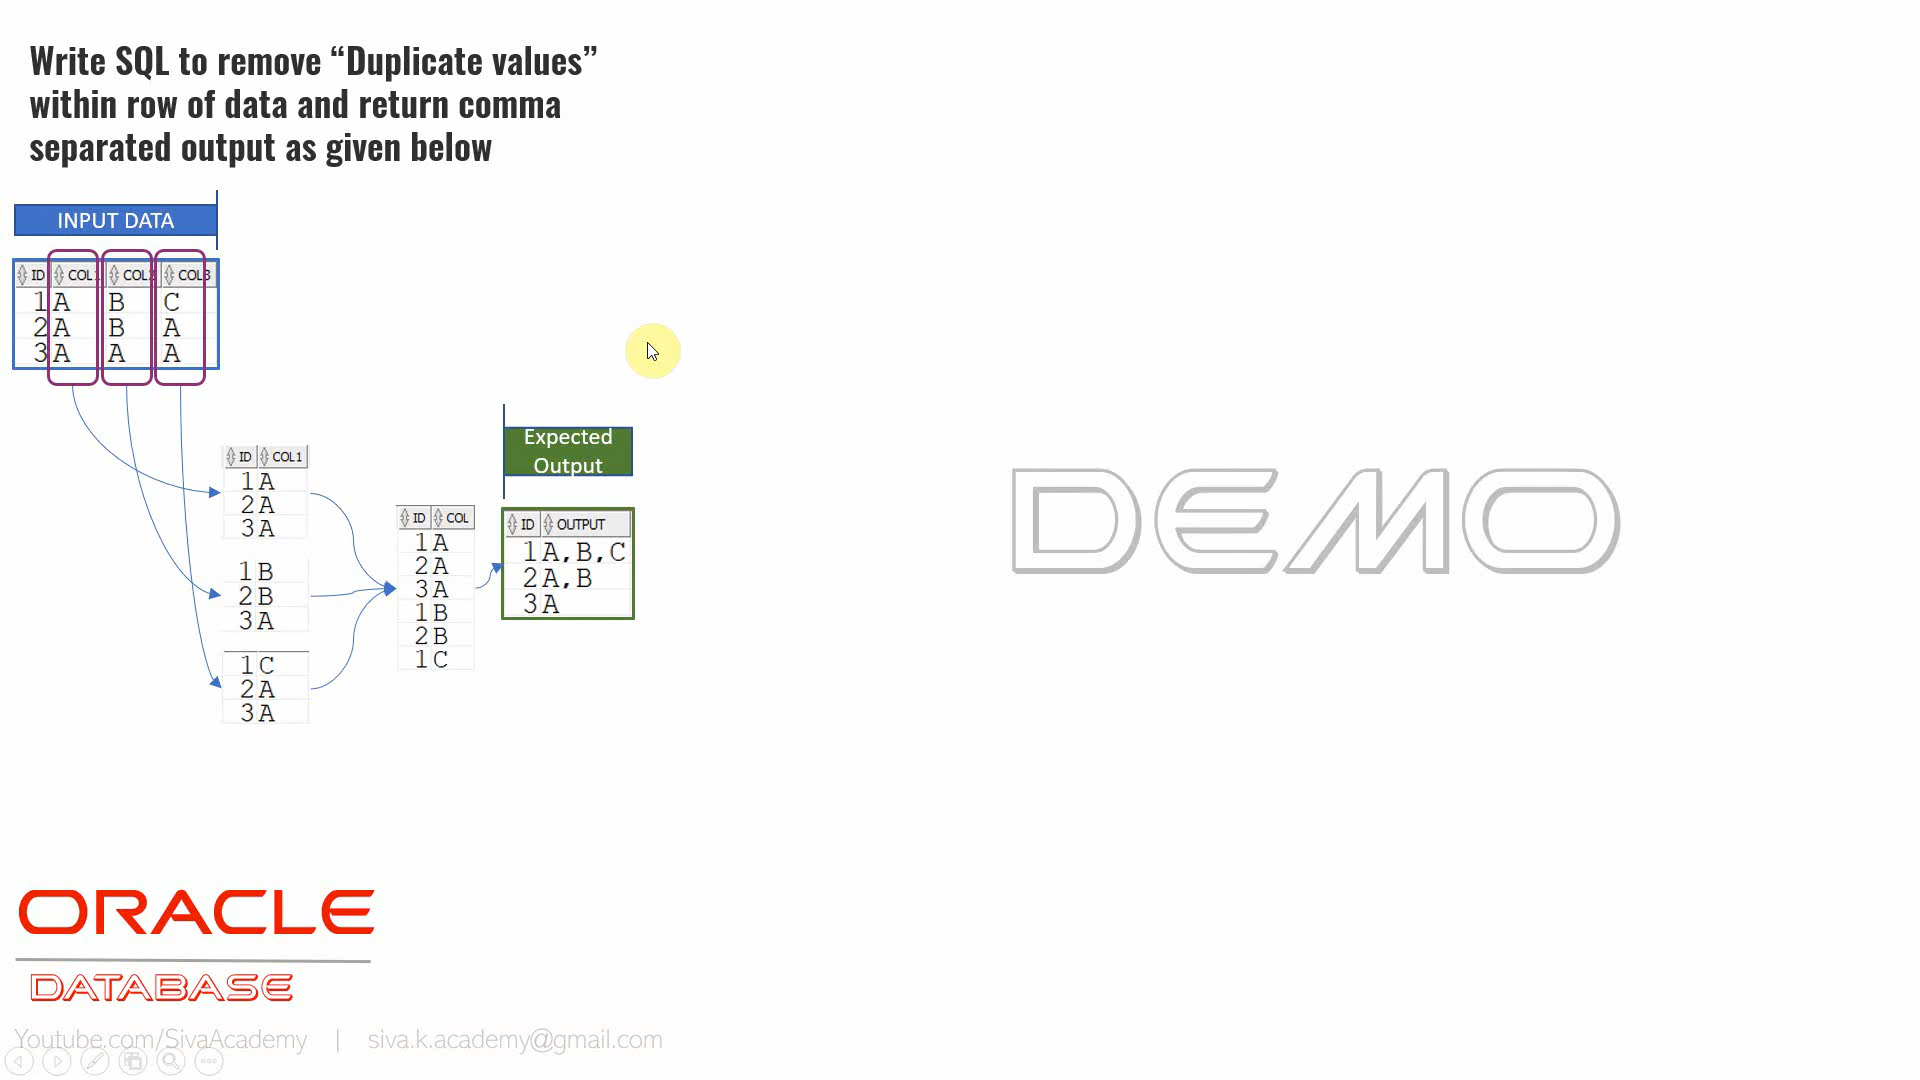 Write SQL to remove “Duplicate values”
within row of data and return comma
separated output as given below
INPUT DATA
ID COL1 COL2 COL3
1 A B C
2 A B A
3 A A A
ID COL1
1 A
2 A
3 A
1 B
2 B
3 A
1 C
2 A
3 A
ID COL
1 A
2 A
3 A
1 B
2 B
1 C
Expected
Output
ID OUTPUT
1 A,B,C
2 A,B
3 A
DEMO
ORACLE
DATABASE
Youtube.com/SivaAcademy | siva.k.academy@gmail.com